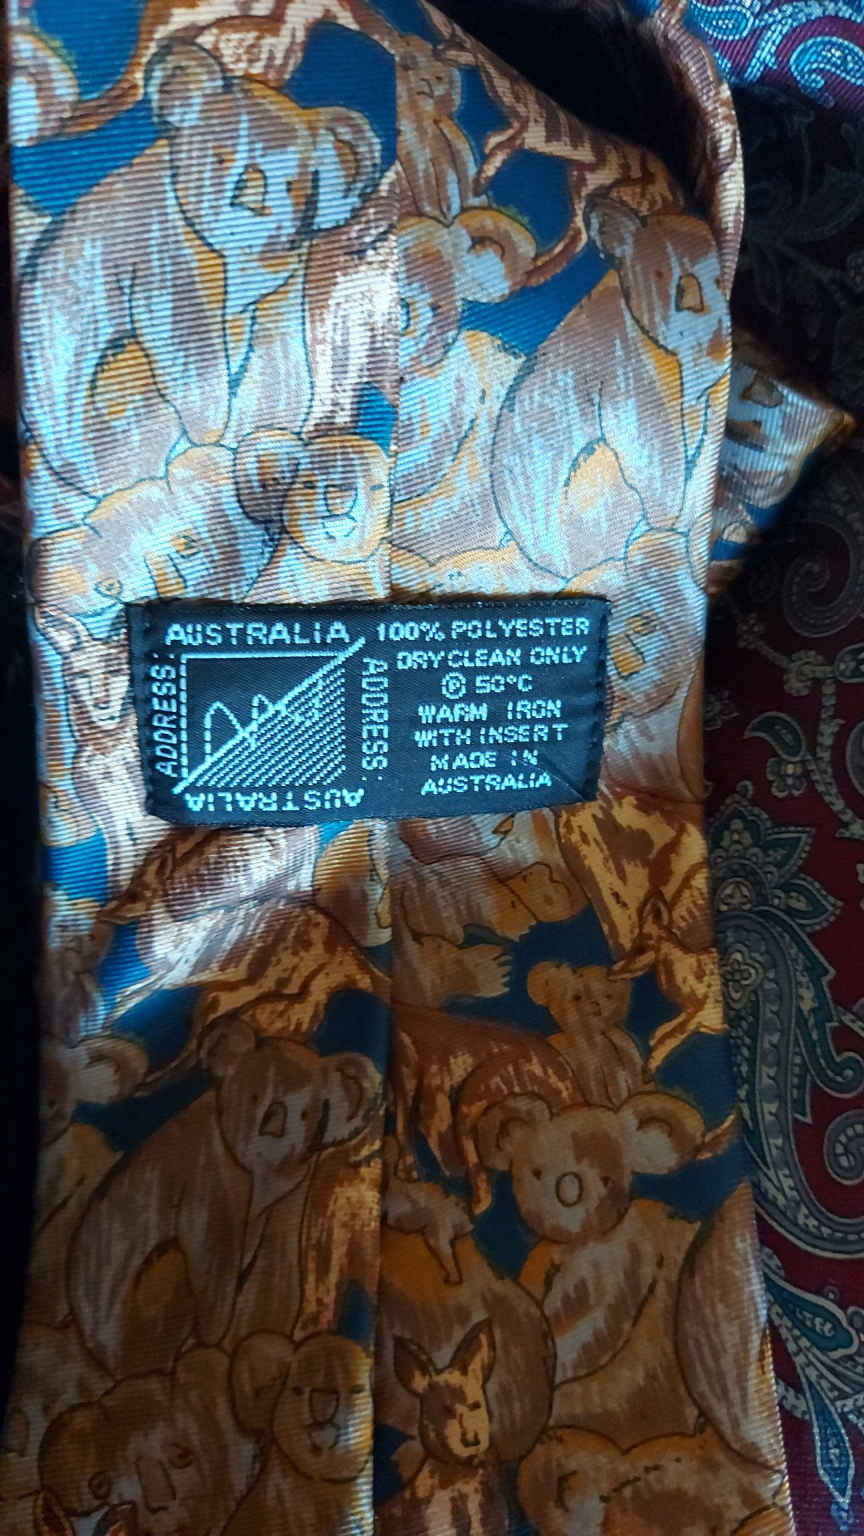 AUSTRALIA
ADDRESS:
ADDRESS:
AUSTRALIA
100% POLYESTER
DRY CLEAN ONLY
Ⓟ 50°C
WARM IRON
WITH INSERT
MADE IN
AUSTRALIA